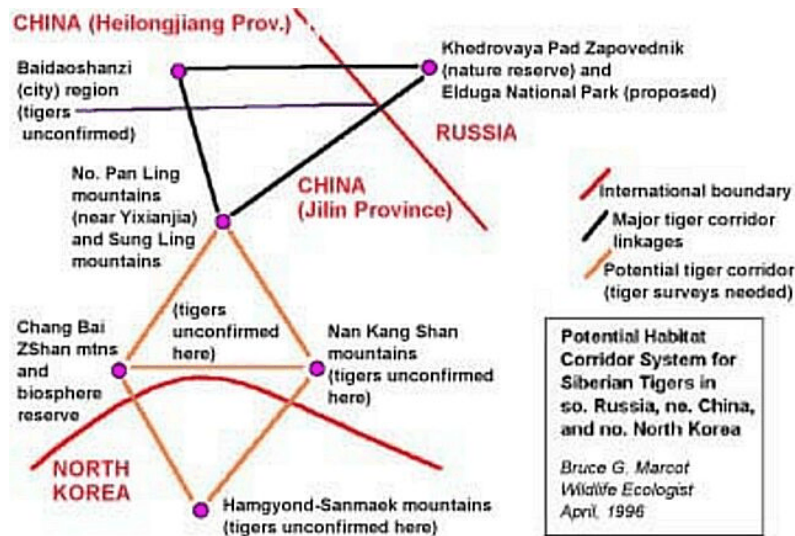 CHINA (Heilongjiang Prov.)
Baidaoshanzi
(city) region
(tigers
unconfirmed)
Khedrovaya Pad Zapovednik
(nature reserve) and
Elduga National Park (proposed)
RUSSIA
No. Pan Ling
mountains
(near Yixianjia)
and Sung Ling
mountains
CHINA
(Jilin Province)
International boundary
Major tiger corridor
linkages
Potential tiger corridor
(tiger surveys needed)
(tigers
unconfirmed
here)
Chang Bai
ZShan mtns
and
biosphere
reserve
Nan Kang Shan
mountains
(tigers unconfirmed
here)
NORTH
KOREA
Hamgyond-Sanmaek mountains
(tigers unconfirmed here)
Potential Habitat
Corridor System for
Siberian Tigers in
so. Russia, ne. China,
and no. North Korea
Bruce G. Marcot
Wildlife Ecologist
April, 1996